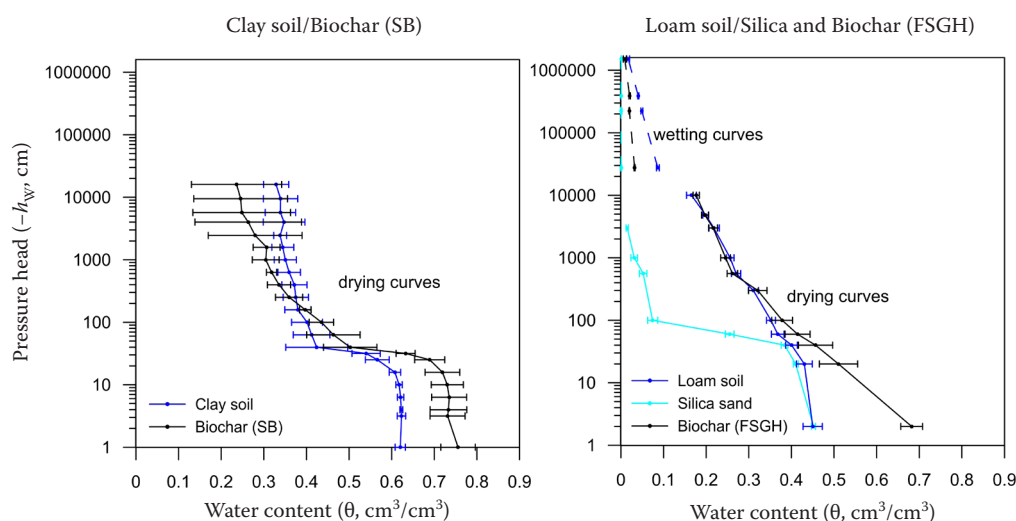 Clay soil/Biochar (SB)
Pressure head (−h_W, cm)
1000000
100000
10000
1000
100
10
1
drying curves
Clay soil
Biochar (SB)
0 0.1 0.2 0.3 0.4 0.5 0.6 0.7 0.8 0.9
Water content (θ, cm³/cm³)
Loam soil/Silica and Biochar (FSGH)
1000000
100000
10000
1000
100
10
1
wetting curves
drying curves
Loam soil
Silica sand
Biochar (FSGH)
0 0.1 0.2 0.3 0.4 0.5 0.6 0.7 0.8 0.9
Water content (θ, cm³/cm³)